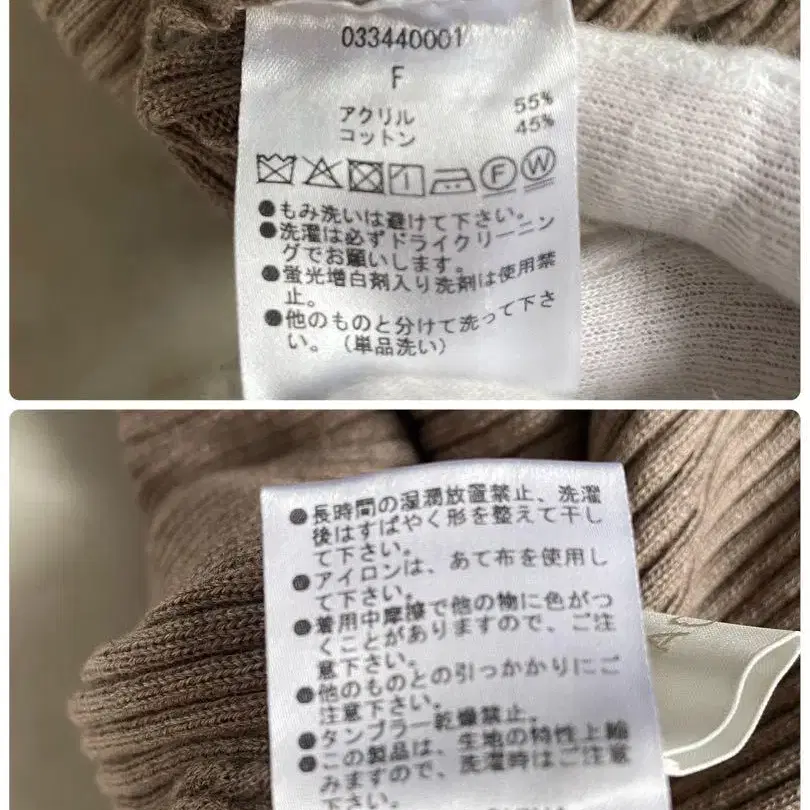 033440001
F
アクリル 55%
コットン 45%
F W
●もみ洗いは避けて下さい。
●洗濯は必ずドライクリーニン
グでお願いします。
●蛍光増白剤入り洗剤は使用禁
止。
●他のものと分けて洗って下さ
い。(単品洗い)
●長時間の湿潤放置禁止、洗濯
後はすばやく形を整えて干し
て下さい。
●アイロンは、あて布を使用し
て下さい。
●着用中摩擦で他の物に色がつ
くことがありますので、ご注
意下さい。
●他のものとの引っかかりにご
注意下さい。
●タンブラー乾燥禁止。
●この製品は、生地の特性上縮
みますので、洗濯時はご注意
下さい。